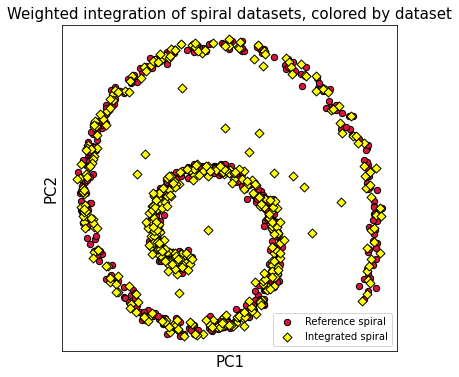 Weighted integration of spiral datasets, colored by dataset
PC2
Reference spiral
Integrated spiral
PC1